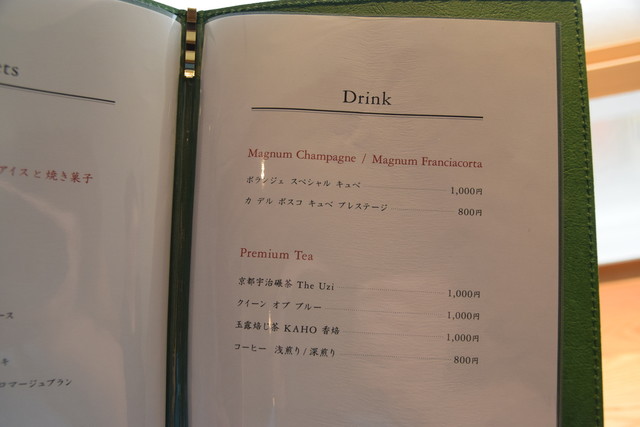 ets
アイスと焼き菓子
ース
キ
ロマージュブラン
Drink
Magnum Champagne / Magnum Franciacorta
ボランジェ スペシャル キュベ 1,000円
カ デル ボスコ キュベ プレステージ 800円
Premium Tea
京都宇治碾茶 The Uzi 1,000円
クイーン オブ ブルー 1,000円
玉露焙じ茶 KAHO 香焙 1,000円
コーヒー 浅煎り/深煎り 800円